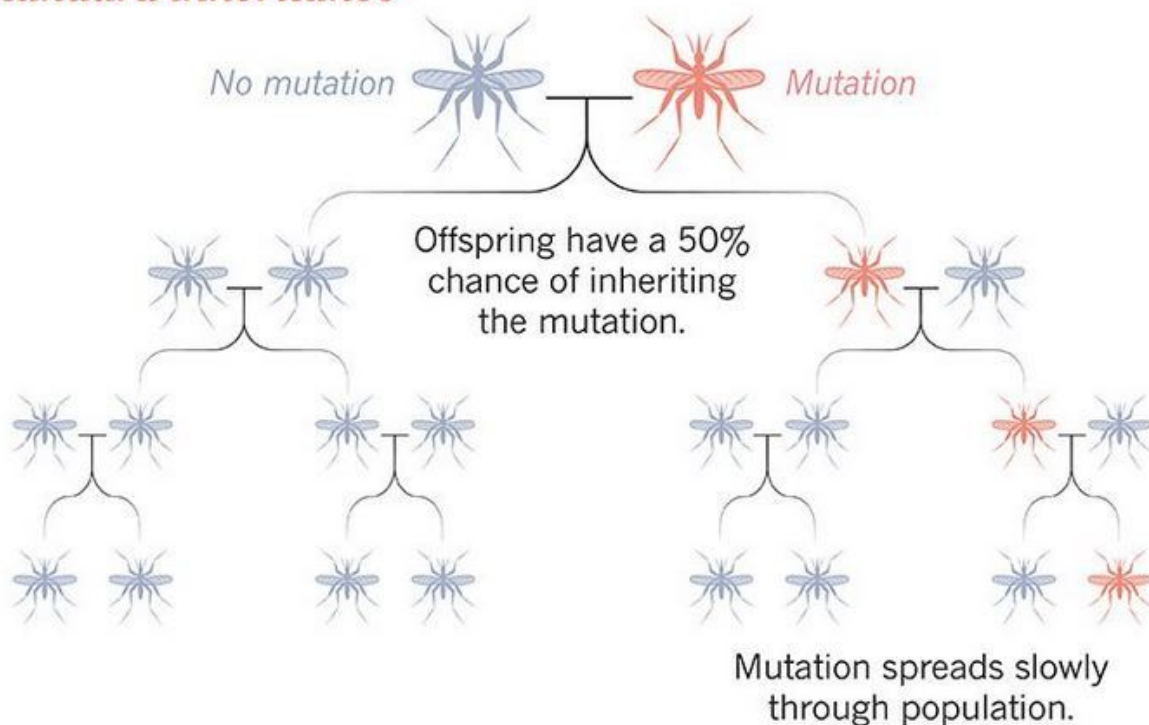 No mutation
Mutation
Offspring have a 50%
chance of inheriting
the mutation.
Mutation spreads slowly
through population.